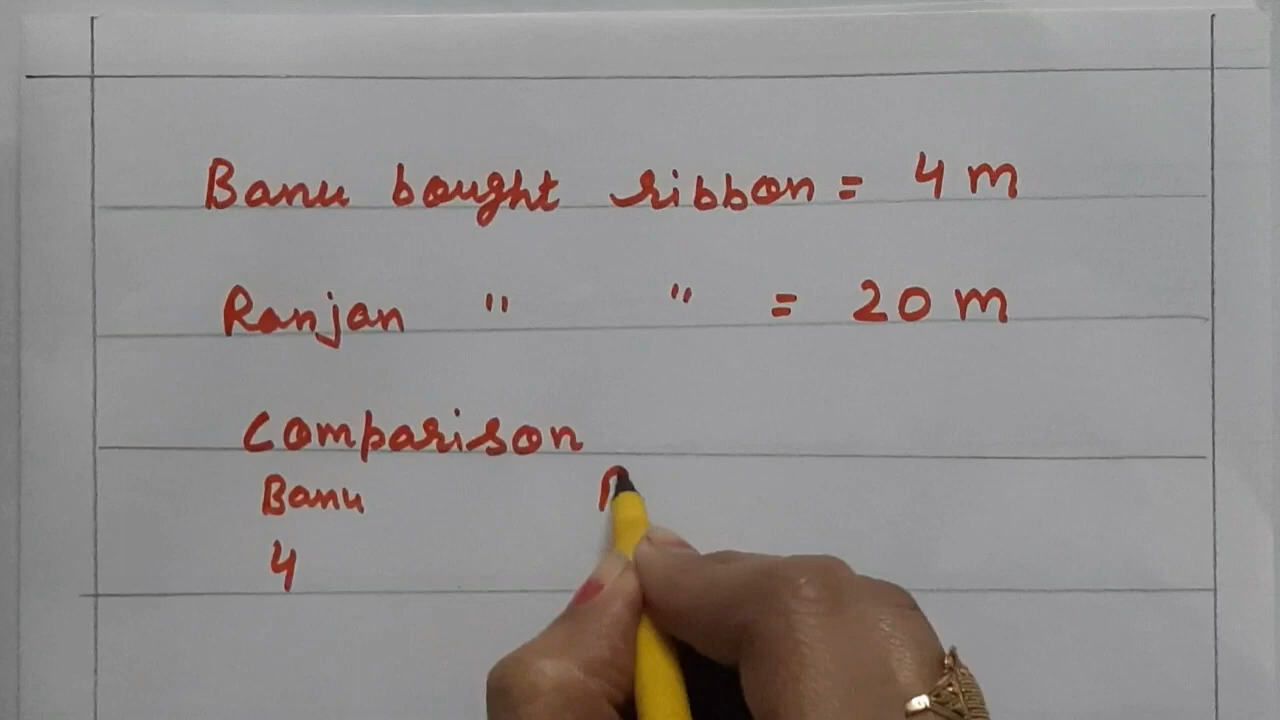 Banu bought ribbon = 4 m
Ranjan " " = 20 m
Comparison
Banu
4